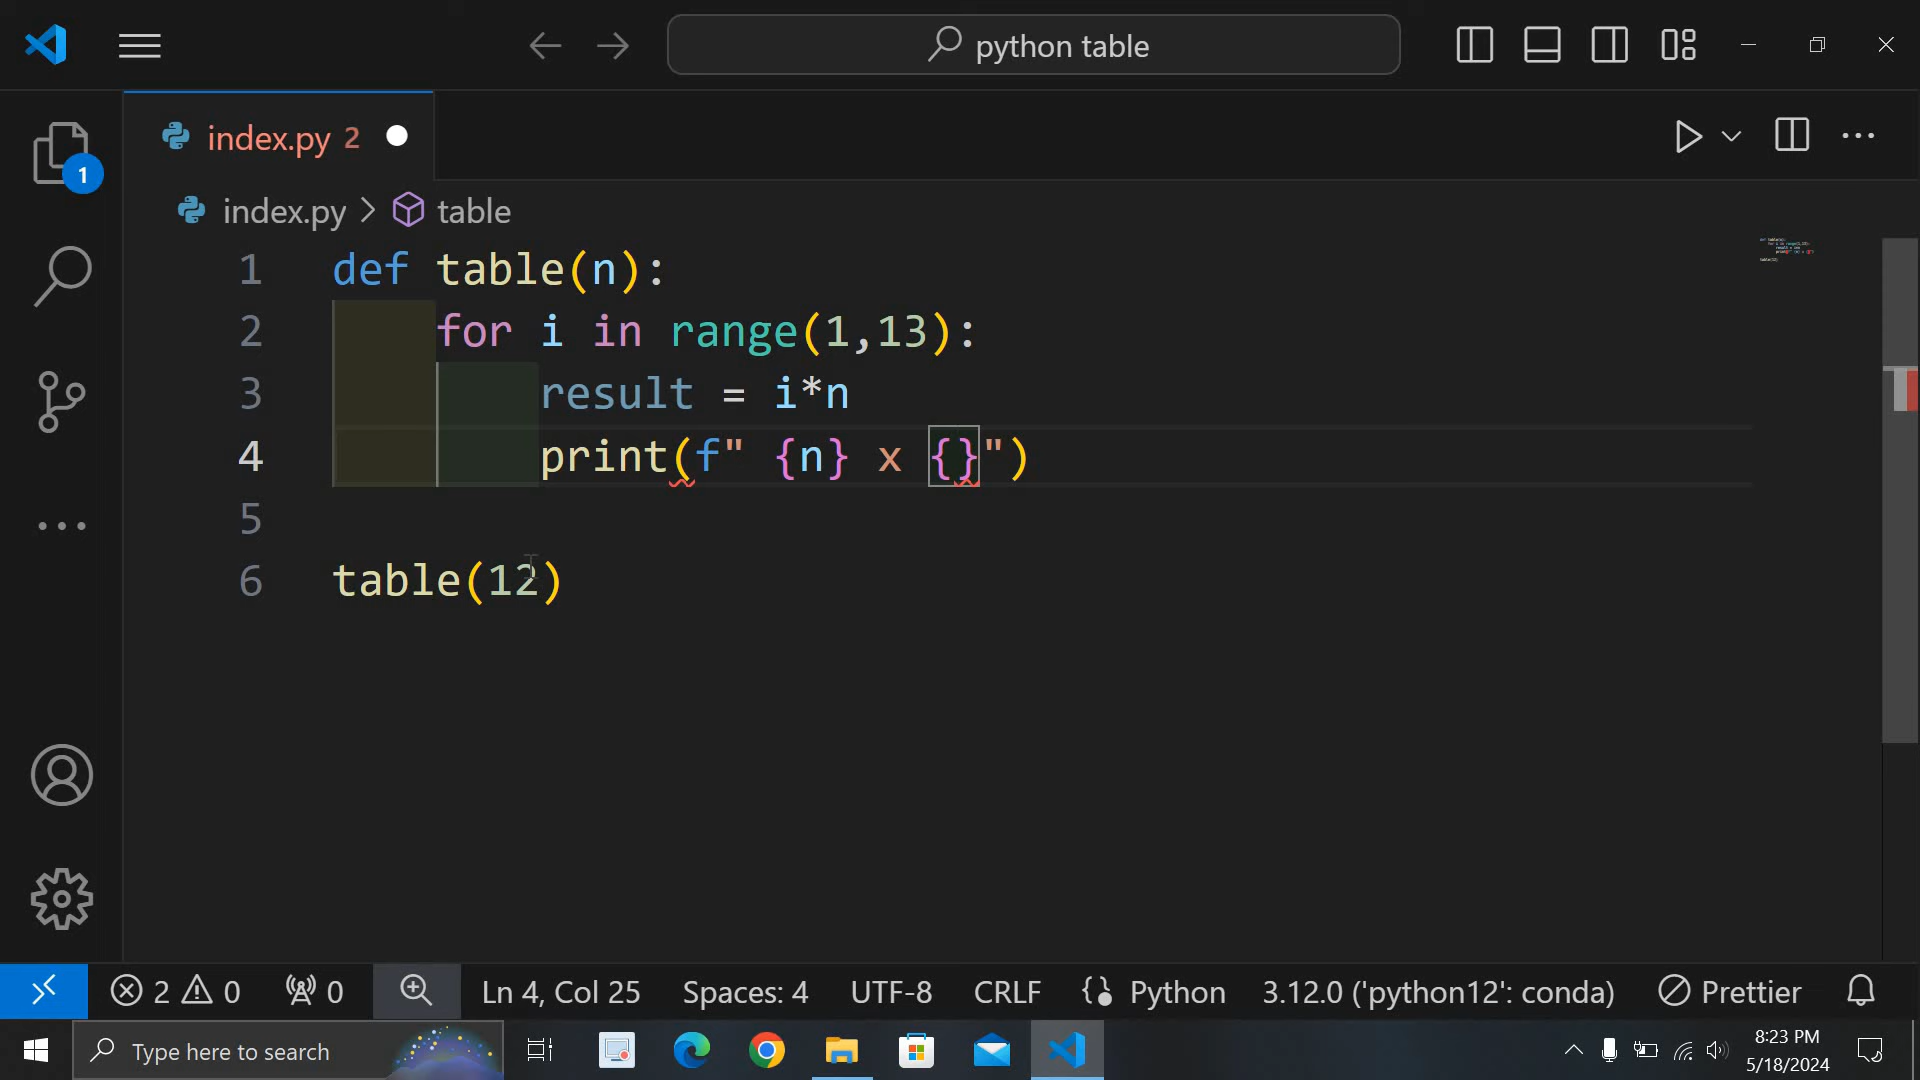 python table
index.py 2
1
index.py > table
1 def table(n):
2     for i in range(1,13):
3         result = i*n
4         print(f" {n} x {}")
5
6 table(12)
2 0 0 Ln 4, Col 25 Spaces: 4 UTF-8 CRLF Python 3.12.0 ('python12': conda) Prettier
Type here to search
8:23 PM
5/18/2024